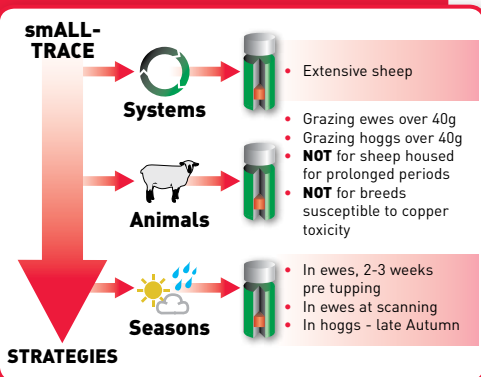 smALL-
TRACE
Systems
• Extensive sheep
Animals
• Grazing ewes over 40g
• Grazing hoggs over 40g
• NOT for sheep housed
for prolonged periods
• NOT for breeds
susceptible to copper
toxicity
Seasons
• In ewes, 2-3 weeks
pre tupping
• In ewes at scanning
• In hoggs - late Autumn
STRATEGIES